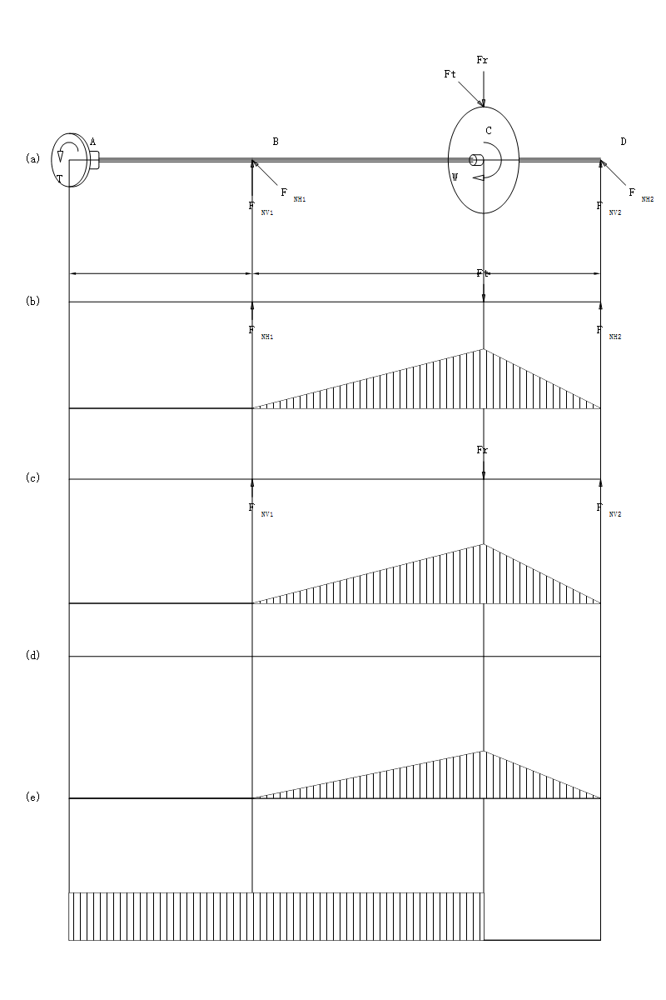 Fr
Ft
A
B
C
D
(a)
T
W
F NH1
F NH2
F NV1
F NV2
Ft
(b)
F NH1
F NH2
Fr
(c)
F NV1
F NV2
(d)
(e)